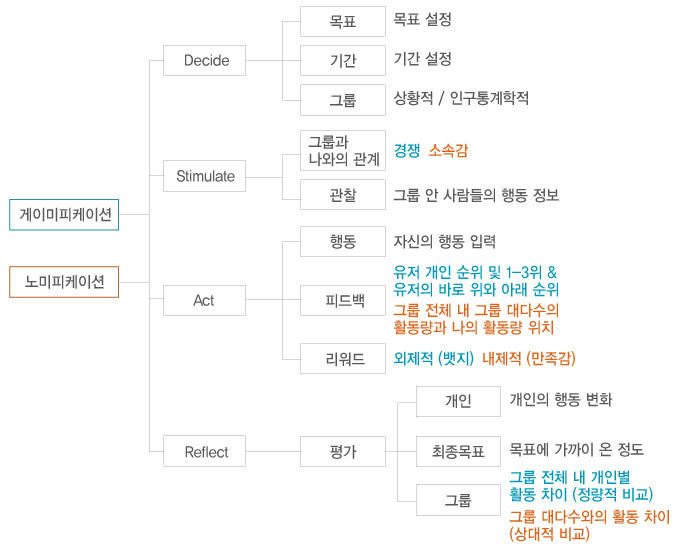 게이미피케이션
노미피케이션
Decide
목표
목표 설정
기간
기간 설정
그룹
상황적 / 인구통계학적
Stimulate
그룹과
나와의 관계
경쟁 소속감
관찰
그룹 안 사람들의 행동 정보
Act
행동
자신의 행동 입력
피드백
유저 개인 순위 및 1–3위 &
유저의 바로 위와 아래 순위
그룹 전체 내 그룹 대다수의
활동량과 나의 활동량 위치
리워드
외제적 (뱃지) 내제적 (만족감)
Reflect
평가
개인
개인의 행동 변화
최종목표
목표에 가까이 온 정도
그룹
그룹 전체 내 개인별
활동 차이 (정량적 비교)
그룹 대다수와의 활동 차이
(상대적 비교)